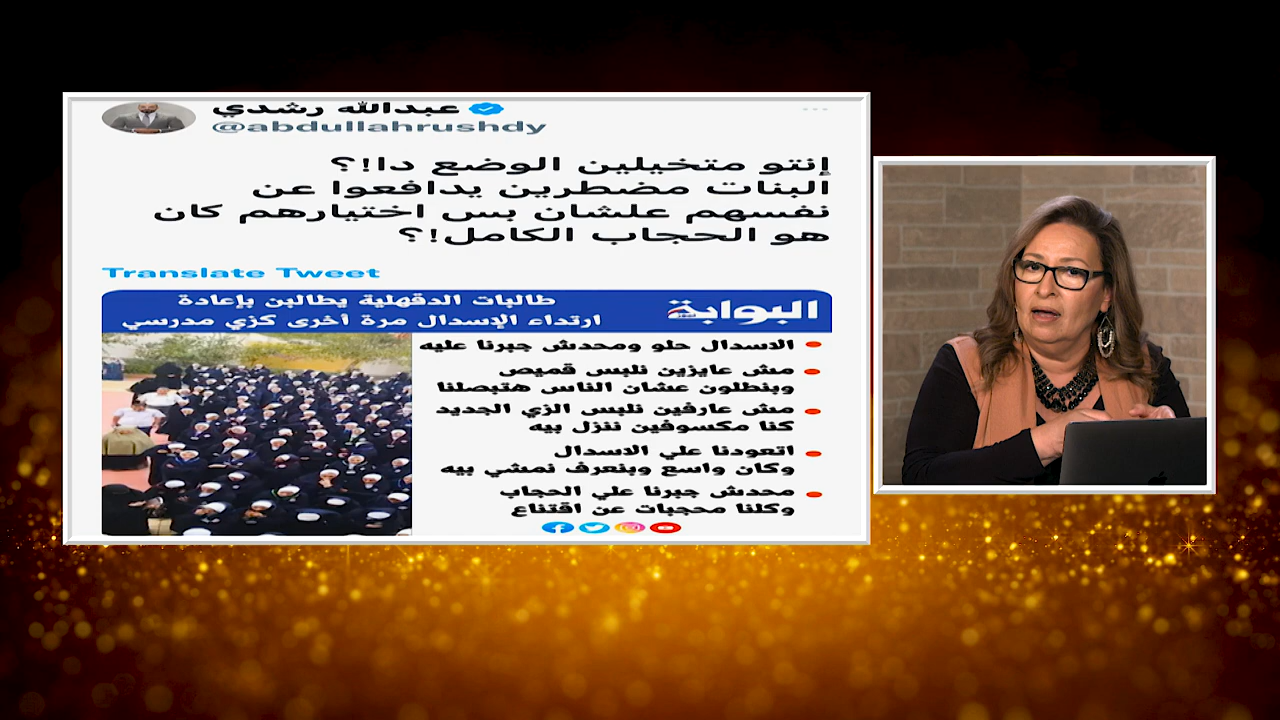 عبدالله رشدي
@abdullahrushdy
إنتو متخيلين الوضع دا!؟
البنات مضطرين يدافعوا عن
نفسهم علشان بس اختيارهم كان
هو الحجاب الكامل!؟
Translate Tweet
البوابة نيوز
طالبات الدقهلية يطالبن بإعادة
ارتداء الإسدال مرة أخرى كزي مدرسي
الاسدال حلو ومحدش جبرنا عليه
مش عايزين نلبس قميص
وبنطلون عشان الناس هتبصلنا
مش عارفين نلبس الزي الجديد
كنا مكسوفين ننزل بيه
اتعودنا علي الاسدال
وكان واسع وبنعرف نمشي بيه
محدش جبرنا علي الحجاب
وكلنا محجبات عن اقتناع